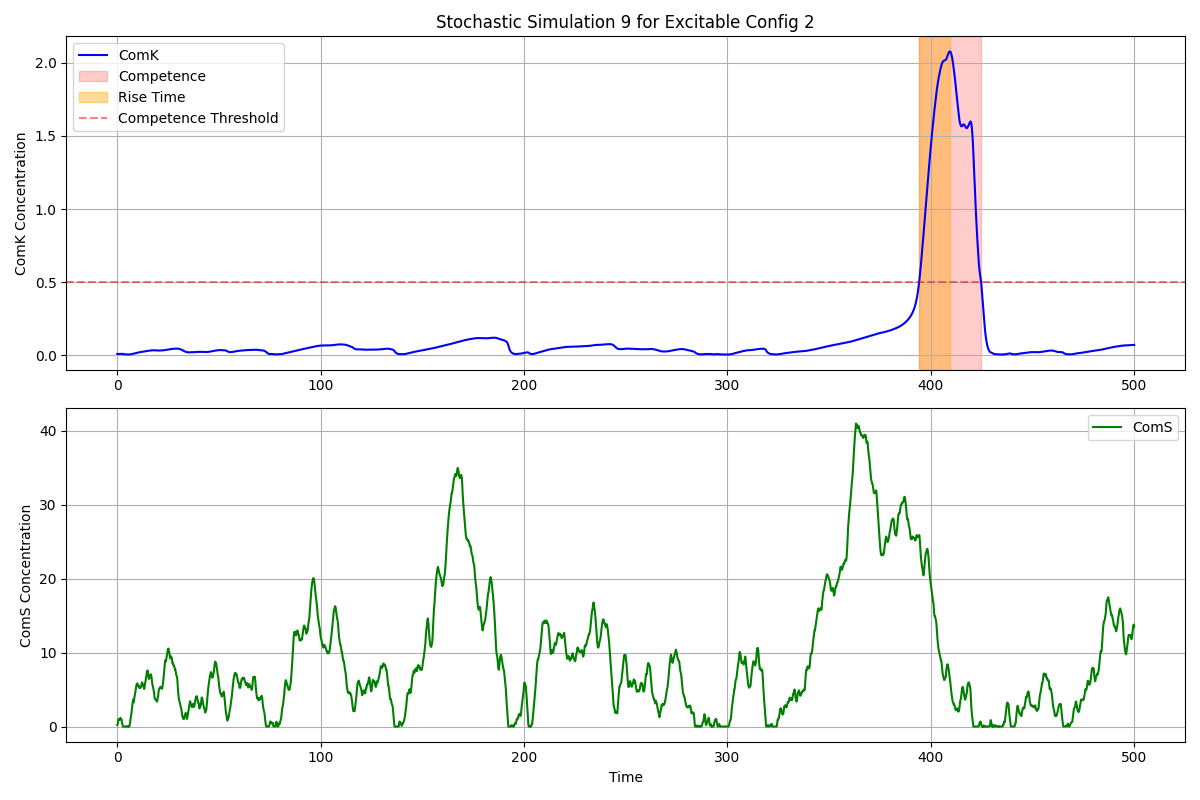 Stochastic Simulation 9 for Excitable Config 2
ComK Concentration
2.0
1.5
1.0
0.5
0.0
ComK
Competence
Rise Time
Competence Threshold
0 100 200 300 400 500
ComS Concentration
40
30
20
10
0
ComS
0 100 200 300 400 500
Time